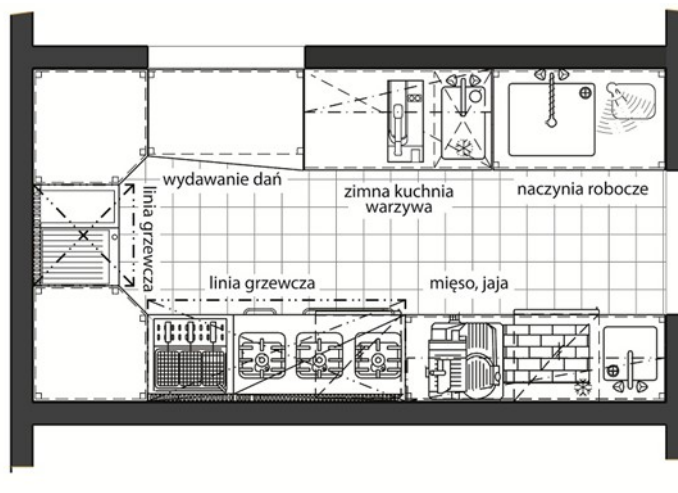 wydawanie dań
zimna kuchnia
warzywa
naczynia robocze
linia grzewcza
linia grzewcza
mięso, jaja